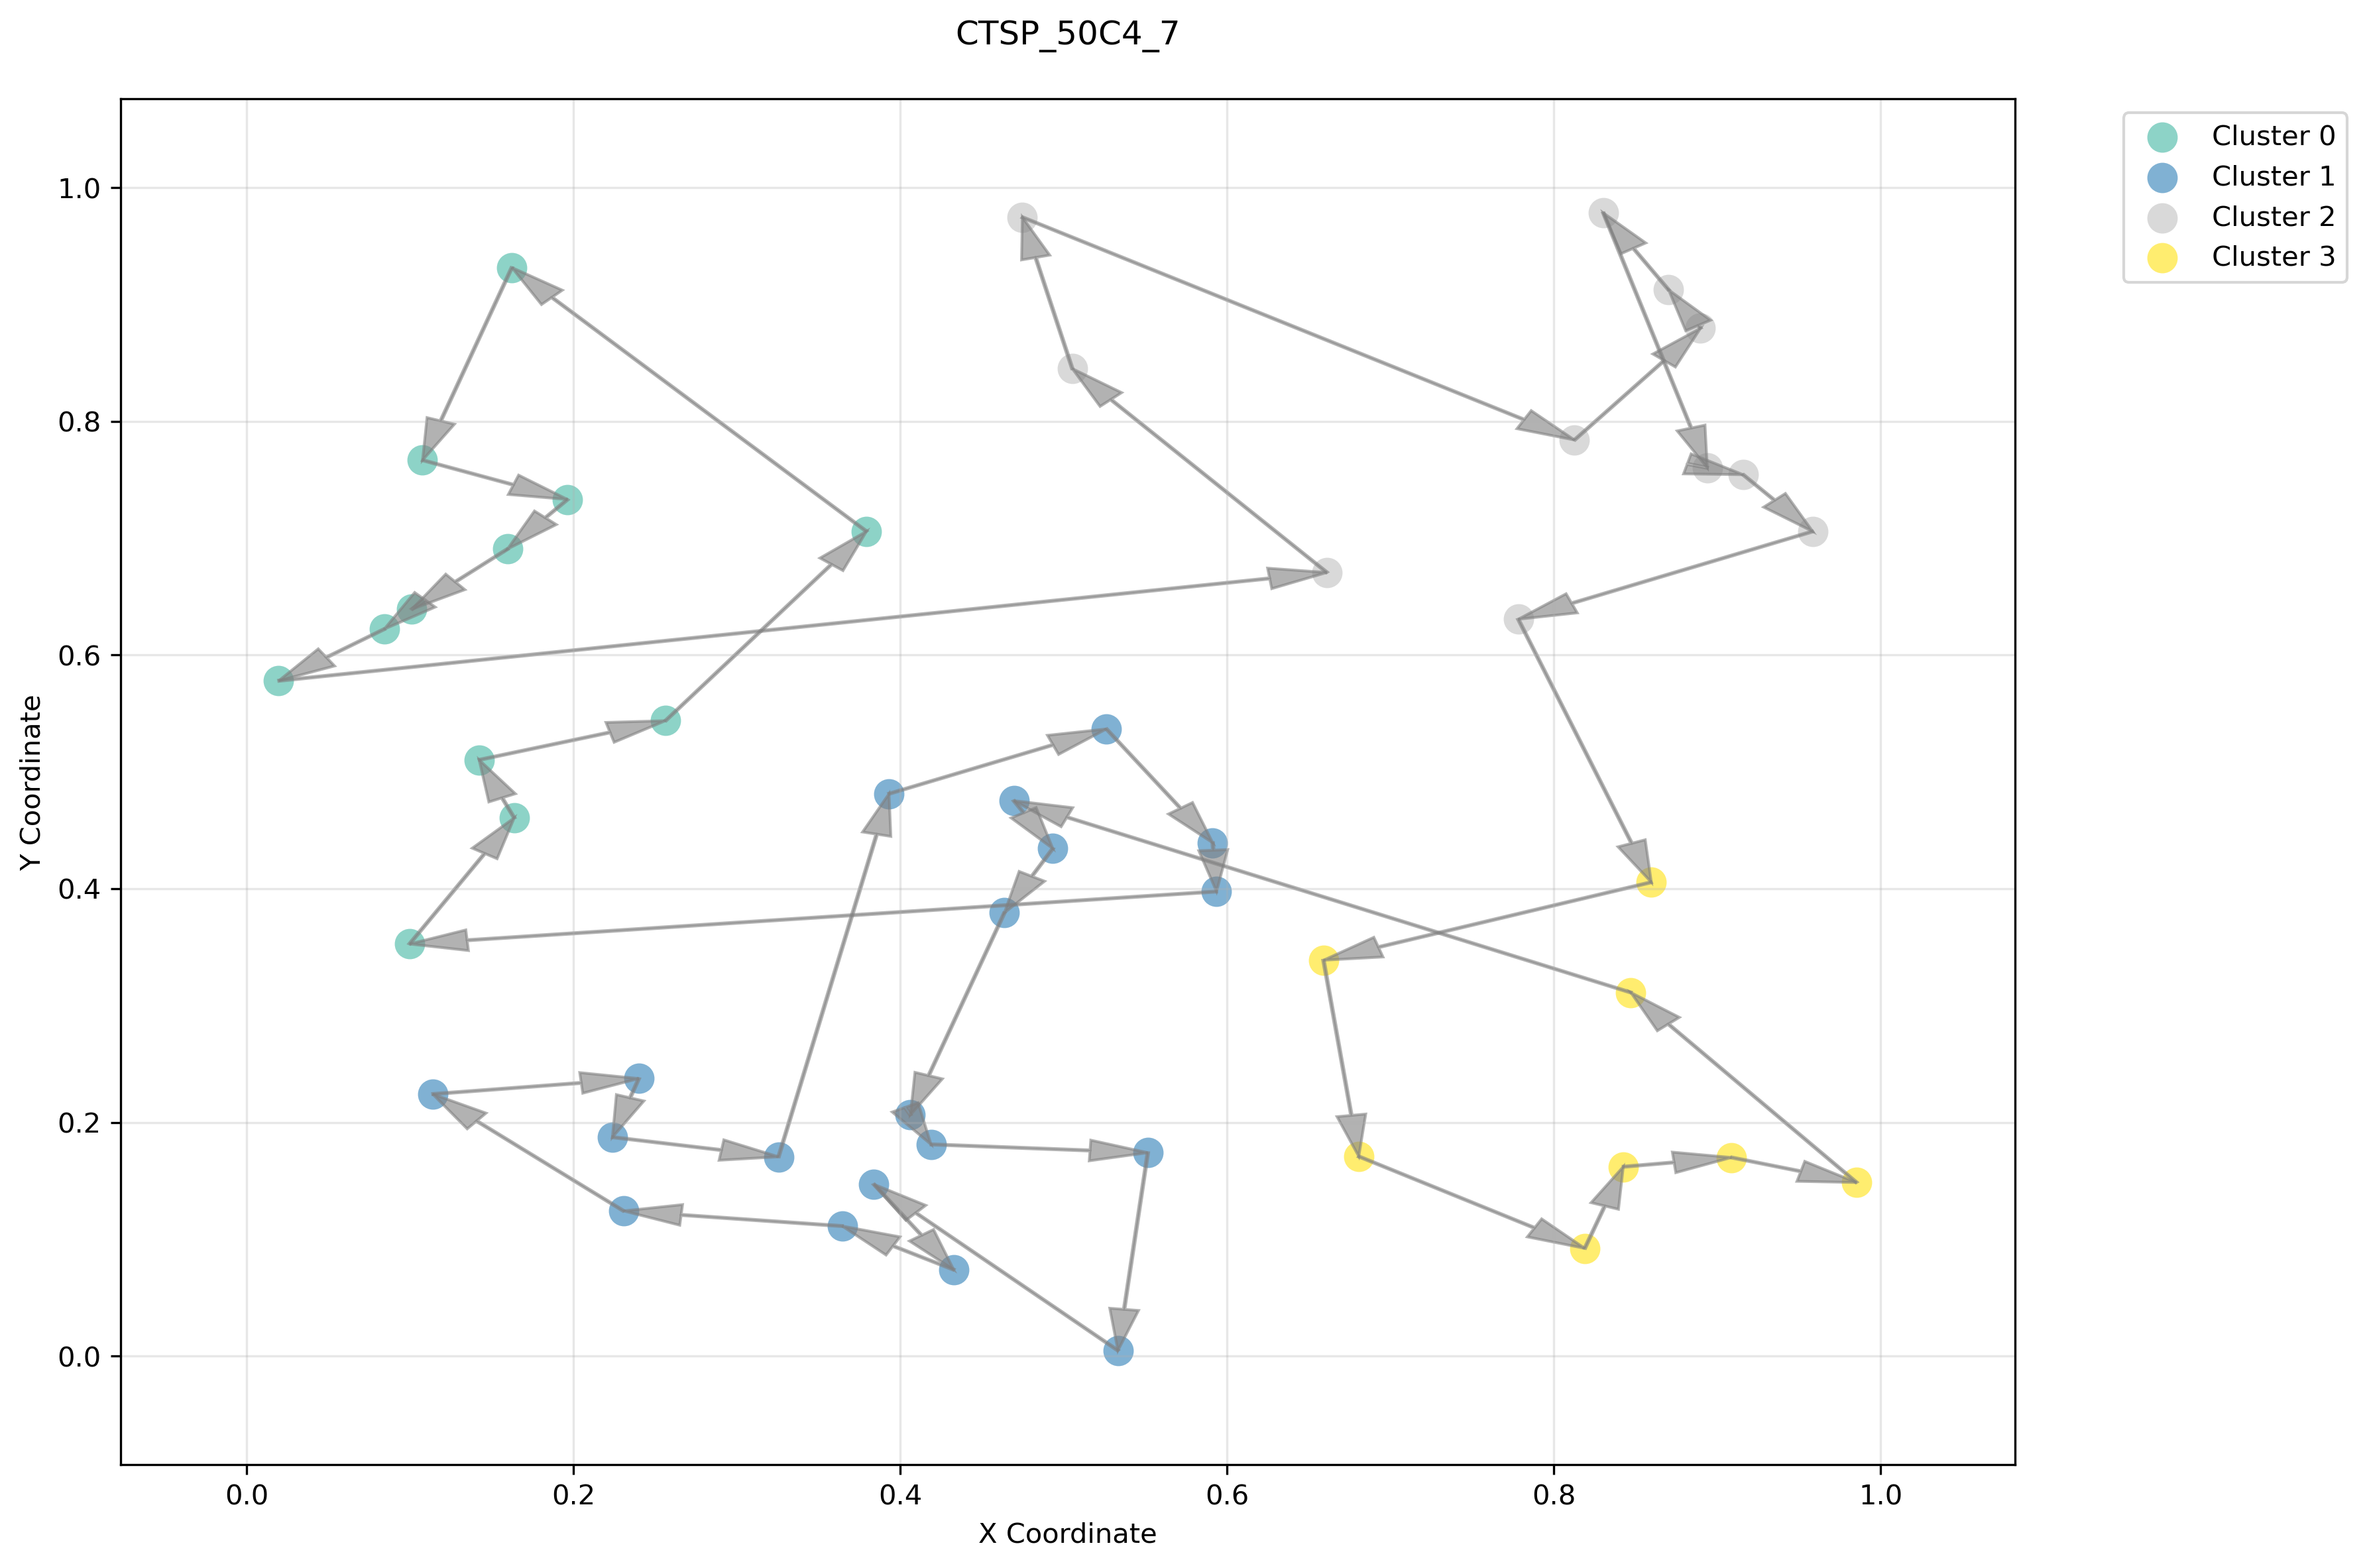 CTSP_50C4_7
Cluster 0
Cluster 1
Cluster 2
Cluster 3
1.0
0.8
0.6
0.4
0.2
0.0
Y Coordinate
0.0 0.2 0.4 0.6 0.8 1.0
X Coordinate